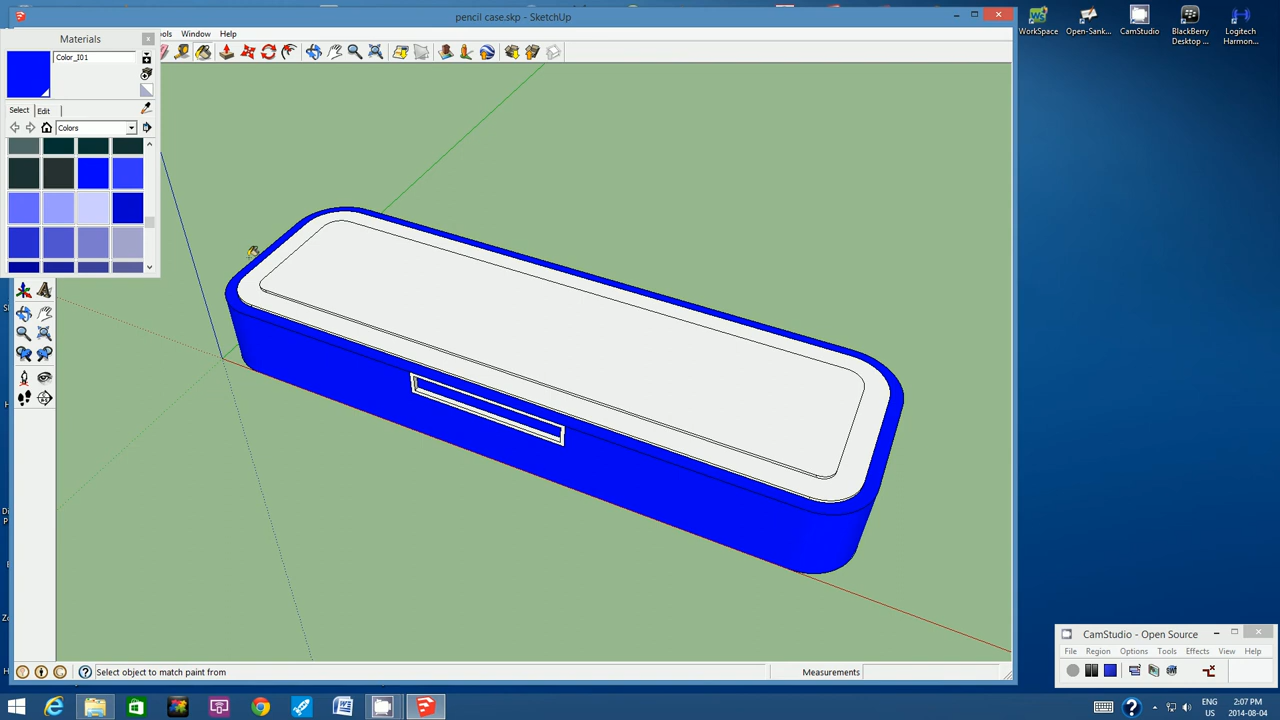 pencil case.skp - SketchUp
Materials
ols
Window
Help
Color_I01
Select
Edit
Colors
Select object to match paint from
Measurements
WorkSpace
Open-Sank...
CamStudio
BlackBerry
Desktop ...
Logitech
Harmon...
CamStudio - Open Source
File
Region
Options
Tools
Effects
View
Help
ENG
US
2:07 PM
2014-08-04